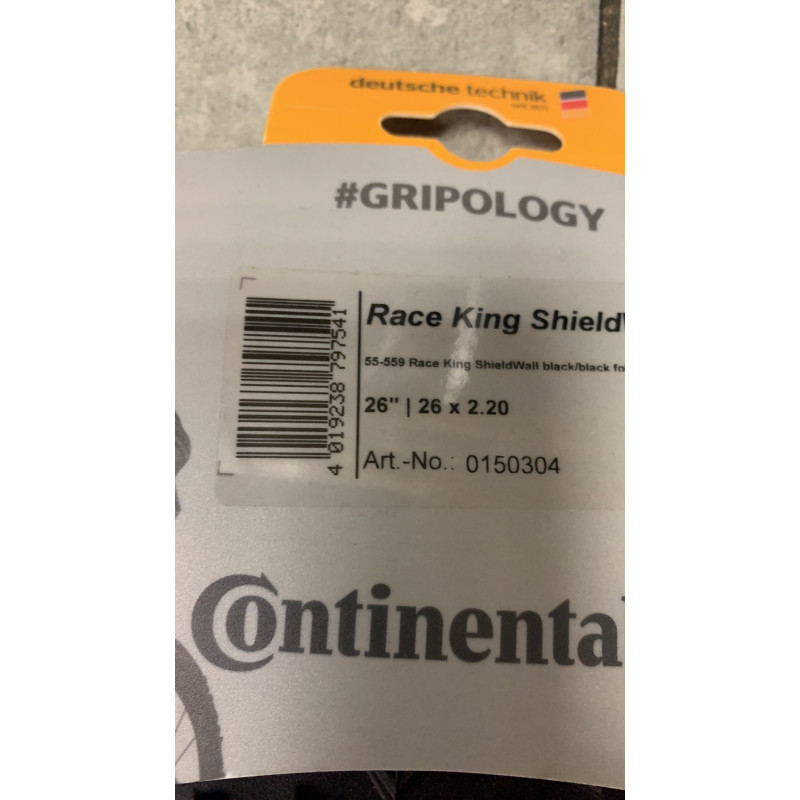 deutsche technik
#GRIPOLOGY
Race King Shield
55-559 Race King ShieldWall black/black fo
26" | 26 x 2.20
Art.-No.: 0150304
4 019238 797541
Continental